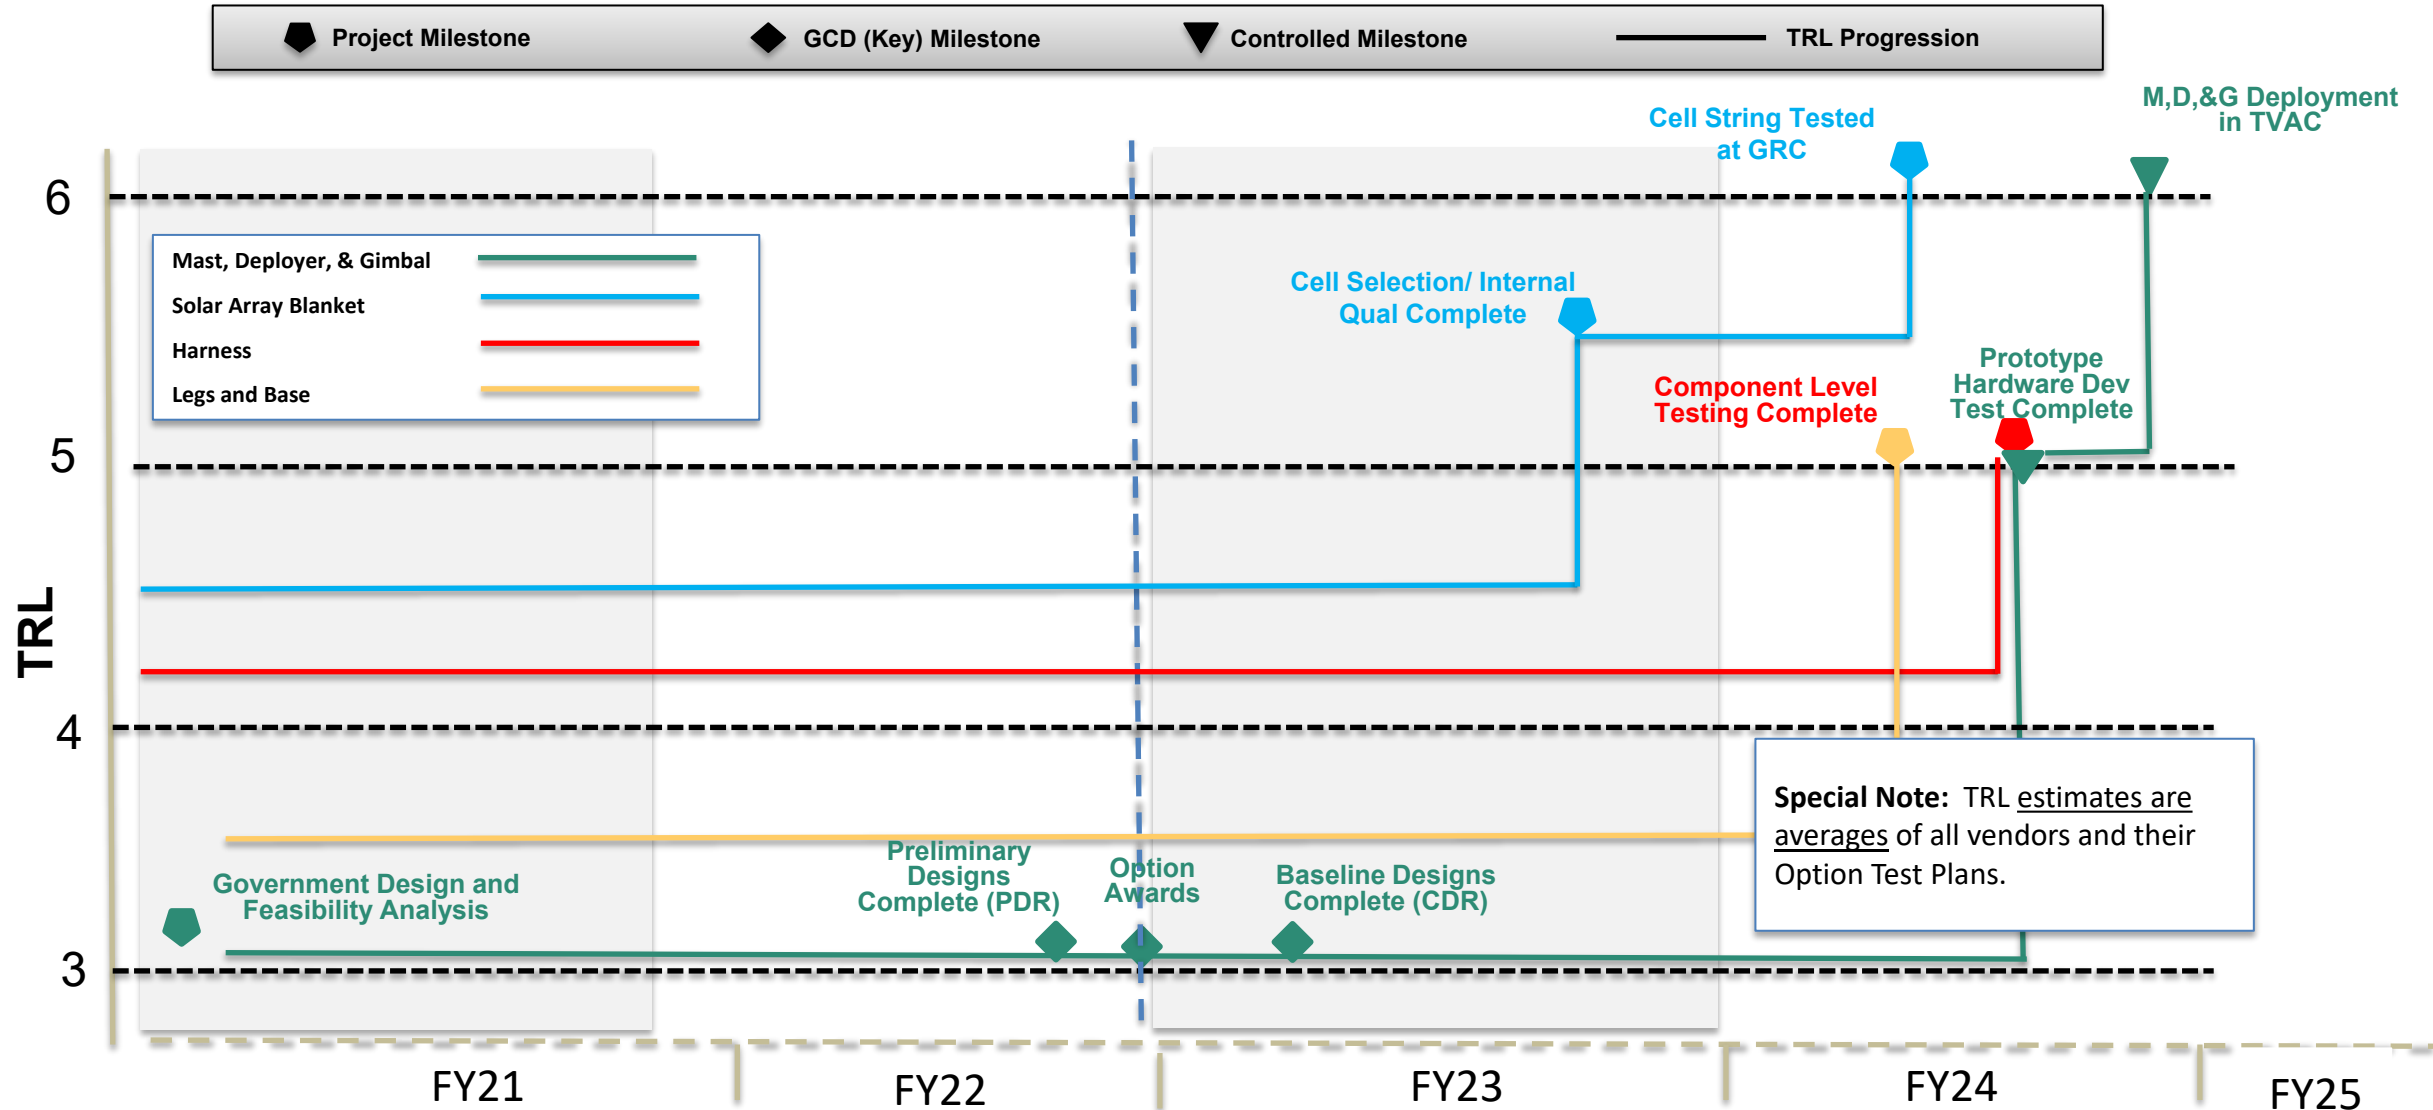 Project Milestone
GCD (Key) Milestone
Controlled Milestone
TRL Progression
M,D,&G Deployment
in TVAC
Cell String Tested
at GRC
6
Mast, Deployer, & Gimbal
Solar Array Blanket
Harness
Legs and Base
Cell Selection/ Internal
Qual Complete
Prototype
Hardware Dev
Test Complete
Component Level
Testing Complete
5
TRL
4
Special Note: TRL estimates are
averages of all vendors and their
Option Test Plans.
Government Design and
Feasibility Analysis
Preliminary
Designs
Complete (PDR)
Option
Awards
Baseline Designs
Complete (CDR)
3
FY21
FY22
FY23
FY24
FY25